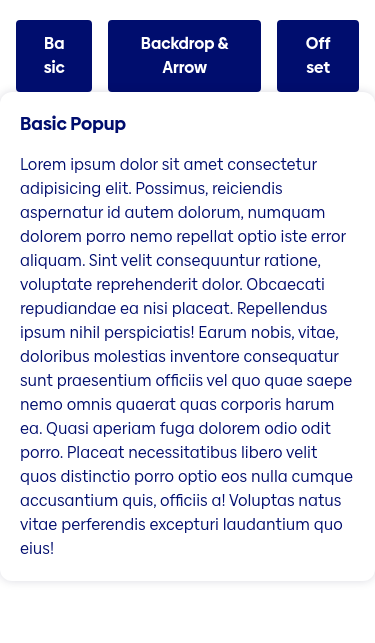 Ba
sic
Backdrop &
Arrow
Off
set
Basic Popup
Lorem ipsum dolor sit amet consectetur
adipisicing elit. Possimus, reiciendis
aspernatur id autem dolorum, numquam
dolorem porro nemo repellat optio iste error
aliquam. Sint velit consequuntur ratione,
voluptate reprehenderit dolor. Obcaecati
repudiandae ea nisi placeat. Repellendus
ipsum nihil perspiciatis! Earum nobis, vitae,
doloribus molestias inventore consequatur
sunt praesentium officiis vel quo quae saepe
nemo omnis quaerat quas corporis harum
ea. Quasi aperiam fuga dolorem odio odit
porro. Placeat necessitatibus libero velit
quos distinctio porro optio eos nulla cumque
accusantium quis, officiis a! Voluptas natus
vitae perferendis excepturi laudantium quo
eius!